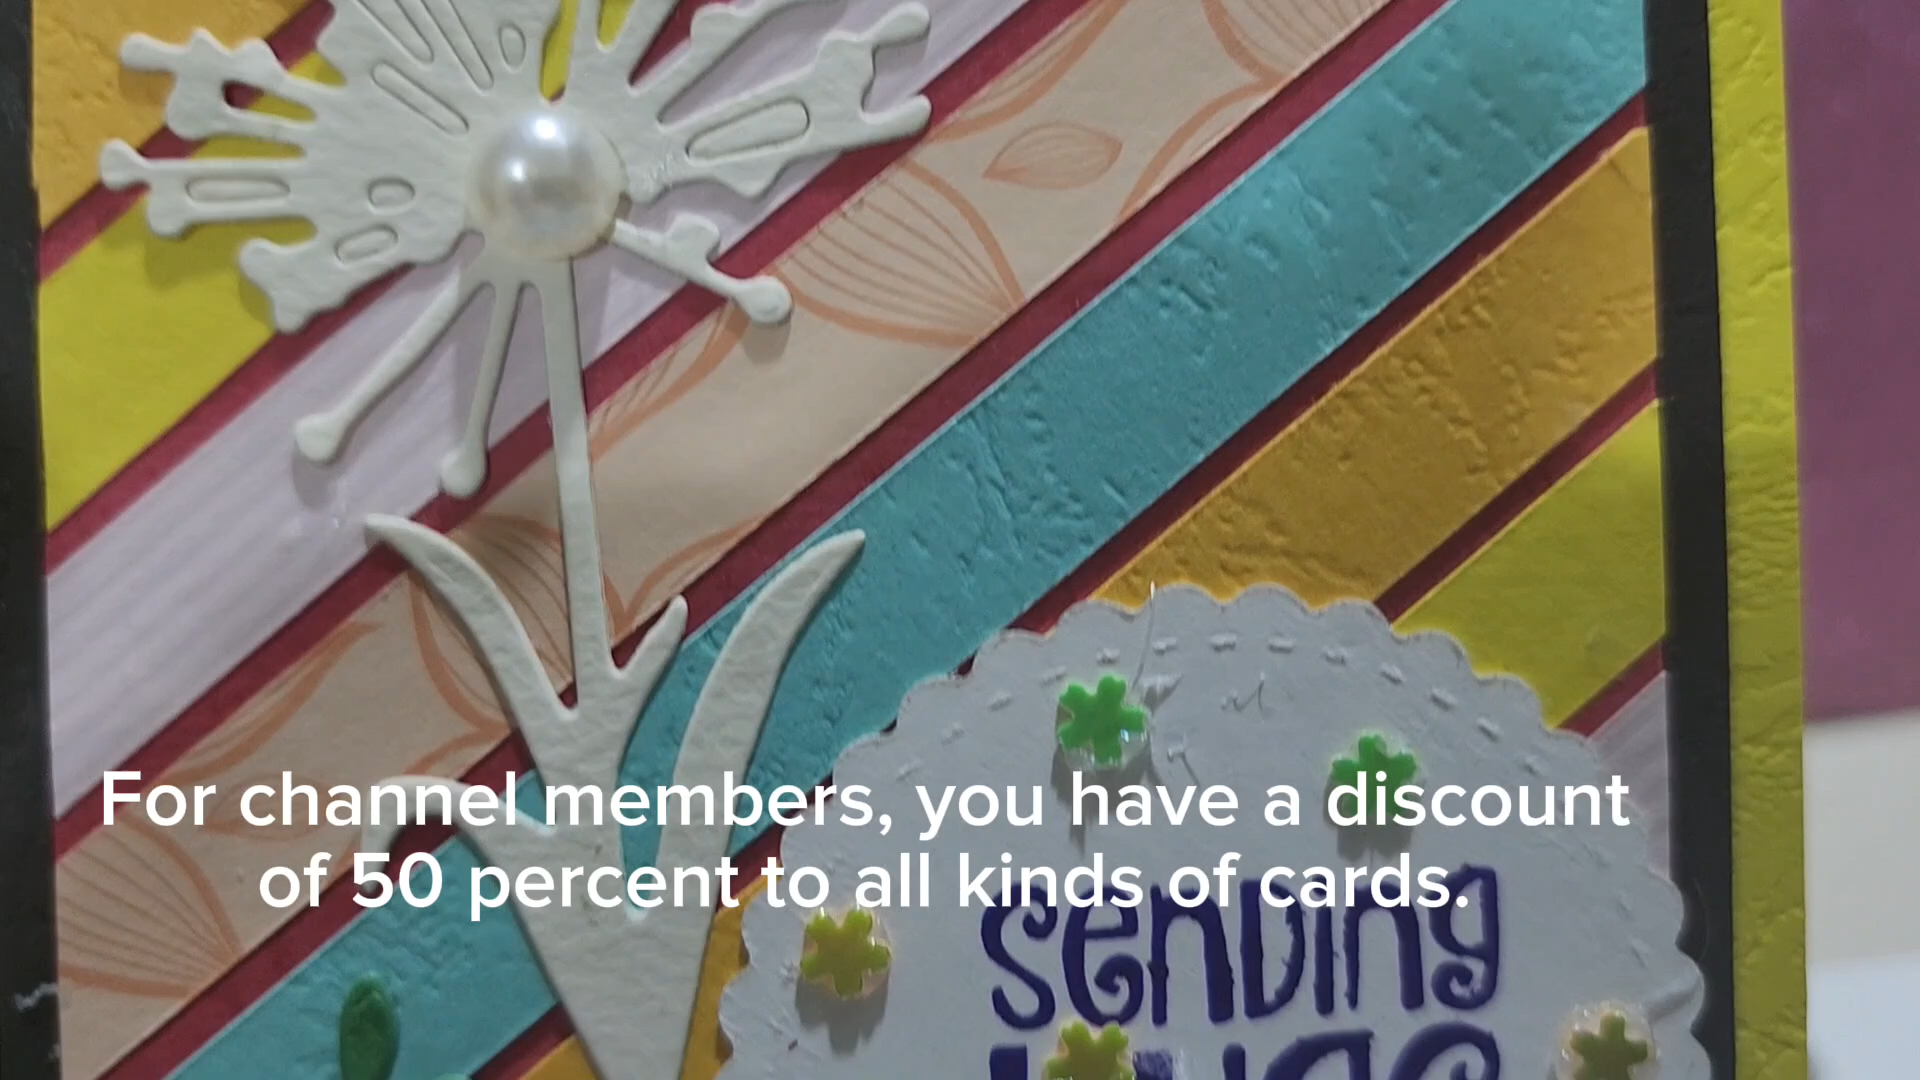 For channel members, you have a discount
of 50 percent to all kinds of cards.
sending